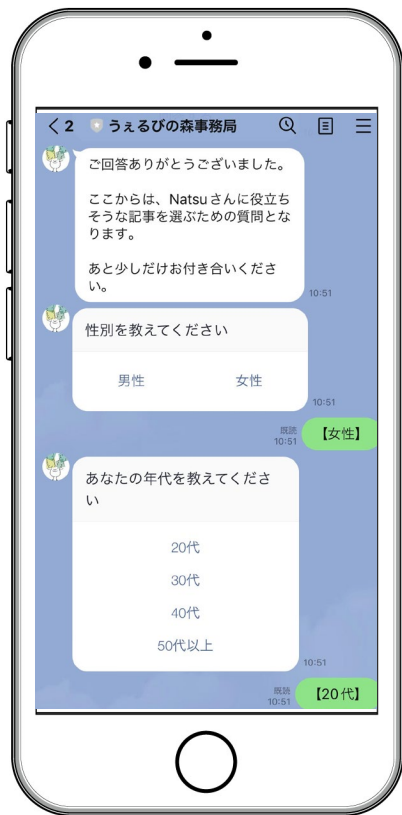 2 うぇるびの森事務局
ご回答ありがとうございました。
ここからは、Natsuさんに役立ち
そうな記事を選ぶための質問とな
ります。
あと少しだけお付き合いくださ
い。
10:51
性別を教えてください
男性 女性
10:51
既読
10:51
【女性】
あなたの年代を教えてくださ
い
20代
30代
40代
50代以上
10:51
既読
10:51
【20代】